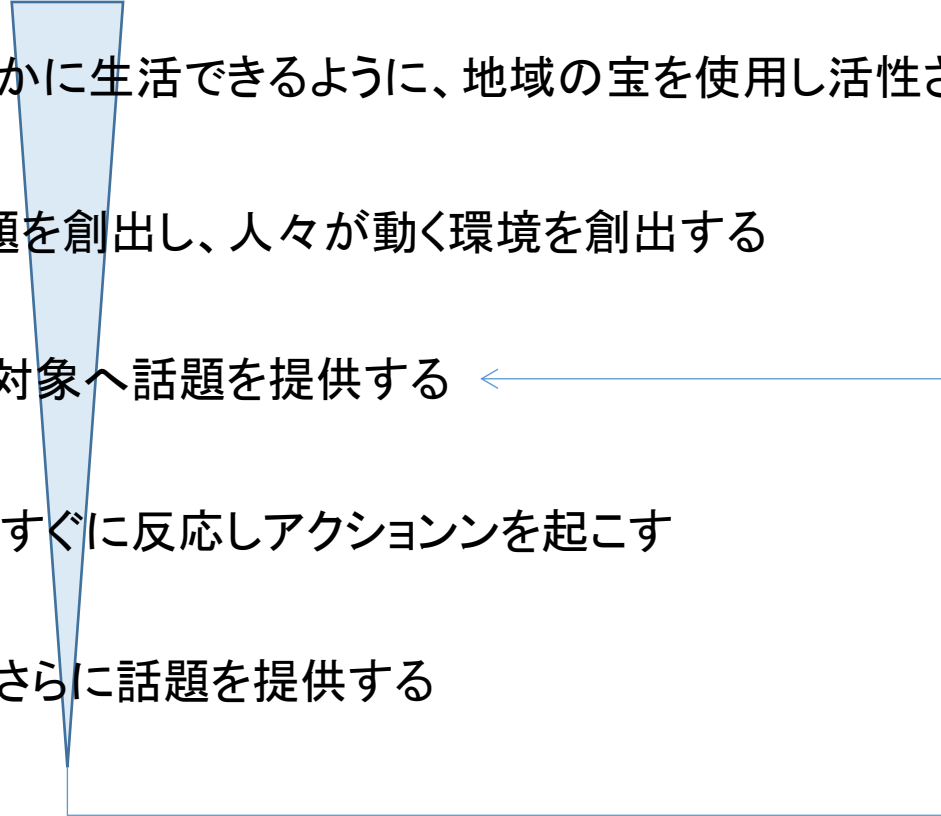 かに生活できるように、地域の宝を使用し活性さ
題を創出し、人々が動く環境を創出する
対象へ話題を提供する
すぐに反応しアクションンを起こす
さらに話題を提供する